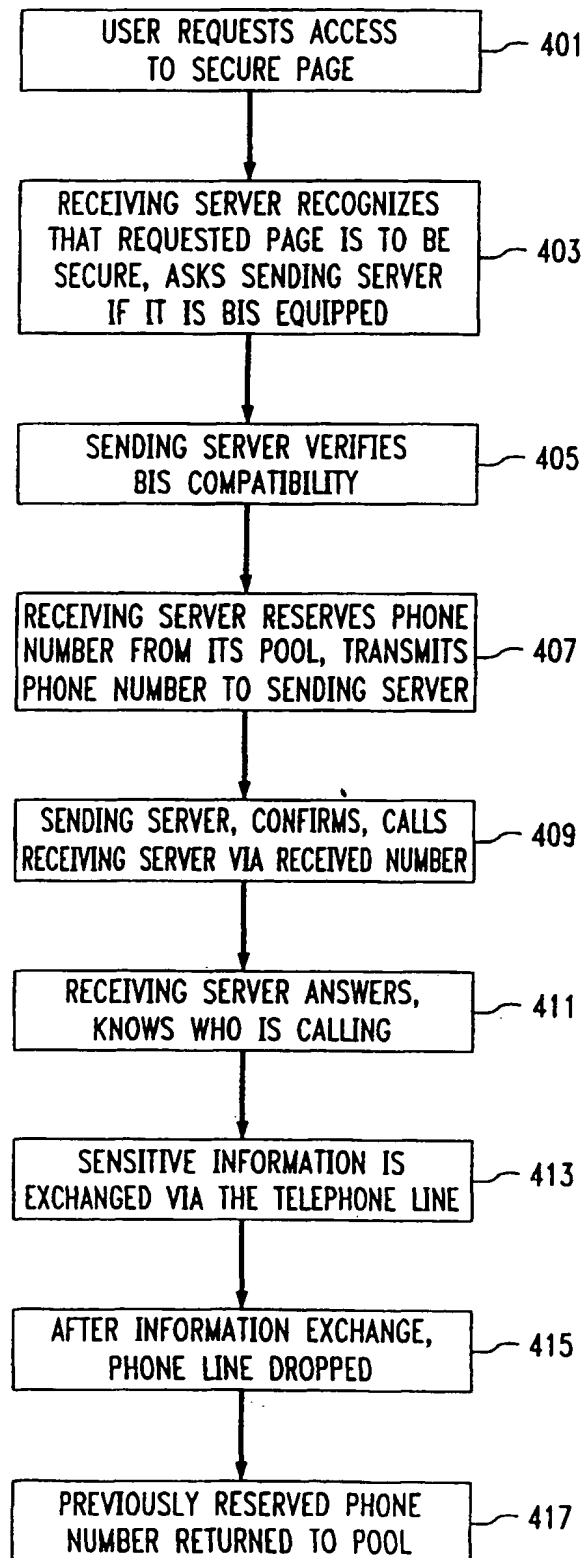 USER REQUESTS ACCESS
TO SECURE PAGE
401
RECEIVING SERVER RECOGNIZES
THAT REQUESTED PAGE IS TO BE
SECURE, ASKS SENDING SERVER
IF IT IS BIS EQUIPPED
403
SENDING SERVER VERIFIES
BIS COMPATIBILITY
405
RECEIVING SERVER RESERVES PHONE
NUMBER FROM ITS POOL, TRANSMITS
PHONE NUMBER TO SENDING SERVER
407
SENDING SERVER, CONFIRMS, CALLS
RECEIVING SERVER VIA RECEIVED NUMBER
409
RECEIVING SERVER ANSWERS,
KNOWS WHO IS CALLING
411
SENSITIVE INFORMATION IS
EXCHANGED VIA THE TELEPHONE LINE
413
AFTER INFORMATION EXCHANGE,
PHONE LINE DROPPED
415
PREVIOUSLY RESERVED PHONE
NUMBER RETURNED TO POOL
417